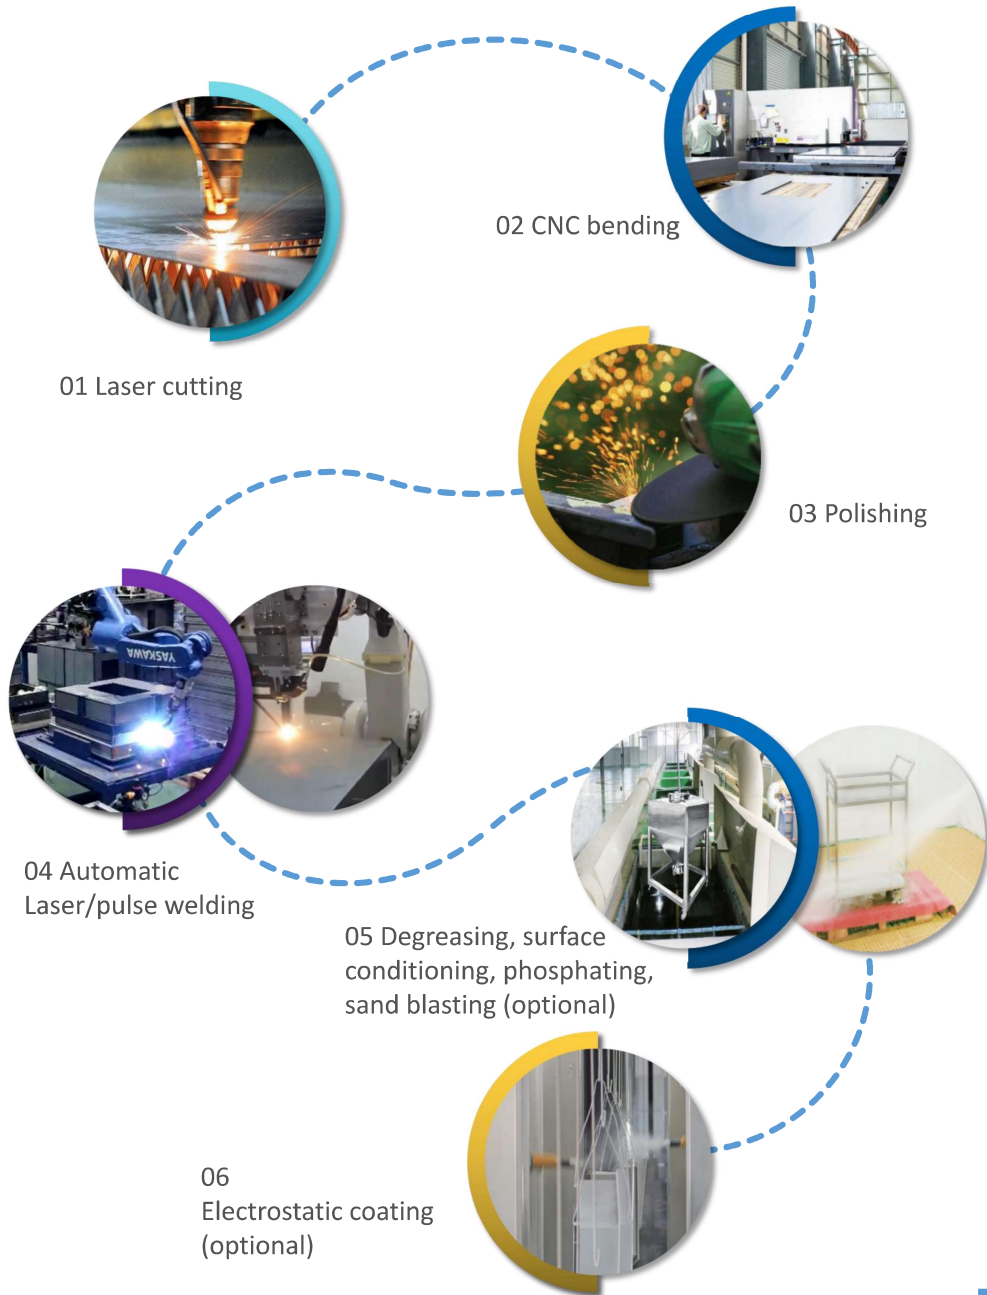 02 CNC bending
01 Laser cutting
03 Polishing
YASKAWA
04 Automatic
Laser/pulse welding
05 Degreasing, surface
conditioning, phosphating,
sand blasting (optional)
06
Electrostatic coating
(optional)